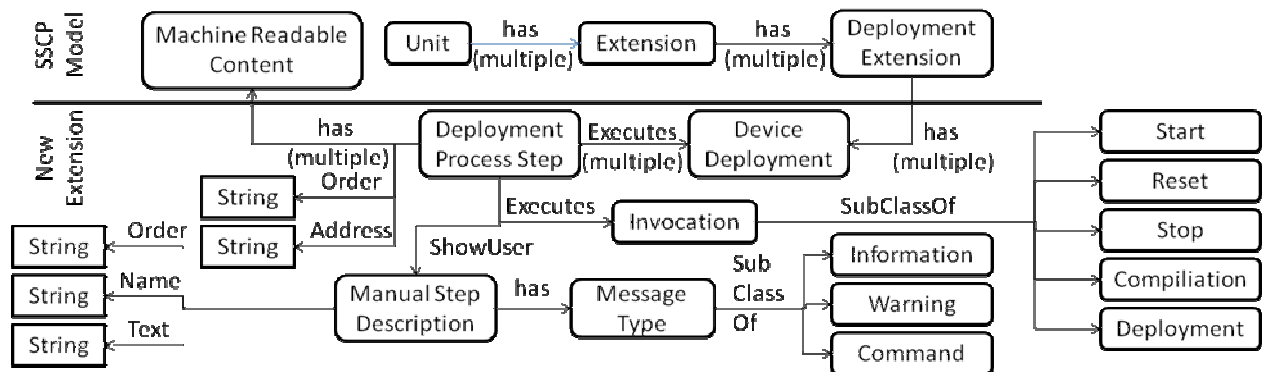 SSCP
Model
Machine Readable
Content
Unit
has
(multiple)
Extension
has
(multiple)
Deployment
Extension
New
Extension
has
(multiple)
Deployment
Process Step
Executes
(multiple)
Device
Deployment
has
(multiple)
Start
String
Order
Reset
Executes
Invocation
SubClassOf
String
Order
String
Address
ShowUser
Stop
Sub
Class
Of
Information
String
Name
Manual Step
Description
has
Message
Type
Warning
Compiliation
String
Text
Command
Deployment